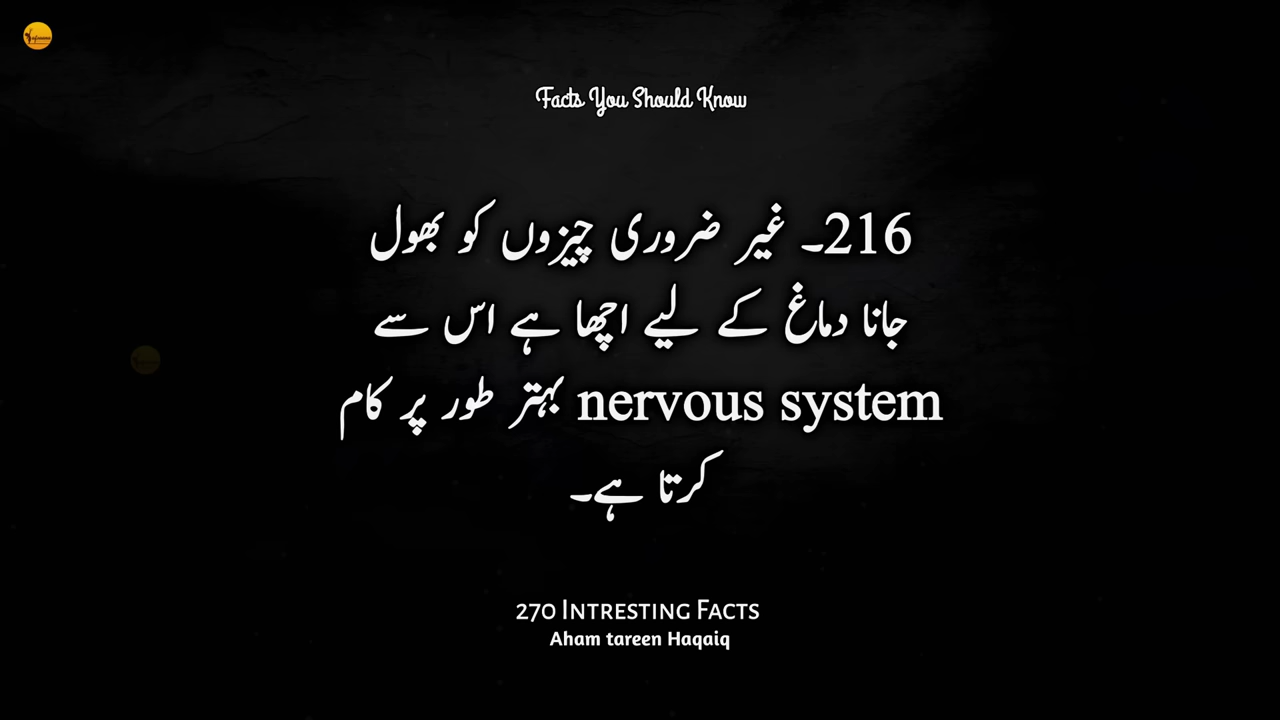 Facts You Should Know
216۔ غیر ضروری چیزوں کو بھول
جانا دماغ کے لیے اچھا ہے اس سے
nervous system بہتر طور پر کام
کرتا ہے۔
270 Intresting Facts
Aham tareen Haqaiq